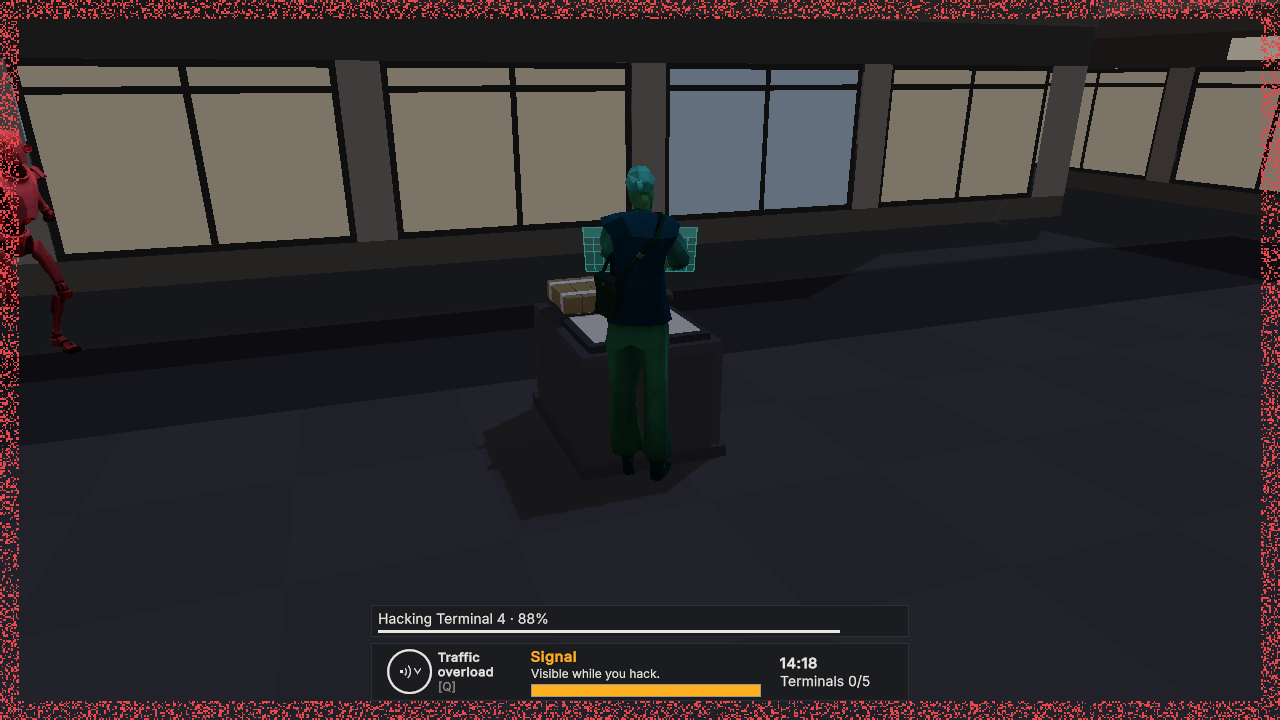 Hacking Terminal 4 · 88%
Traffic
overload
[Q]
Signal
Visible while you hack.
14:18
Terminals 0/5